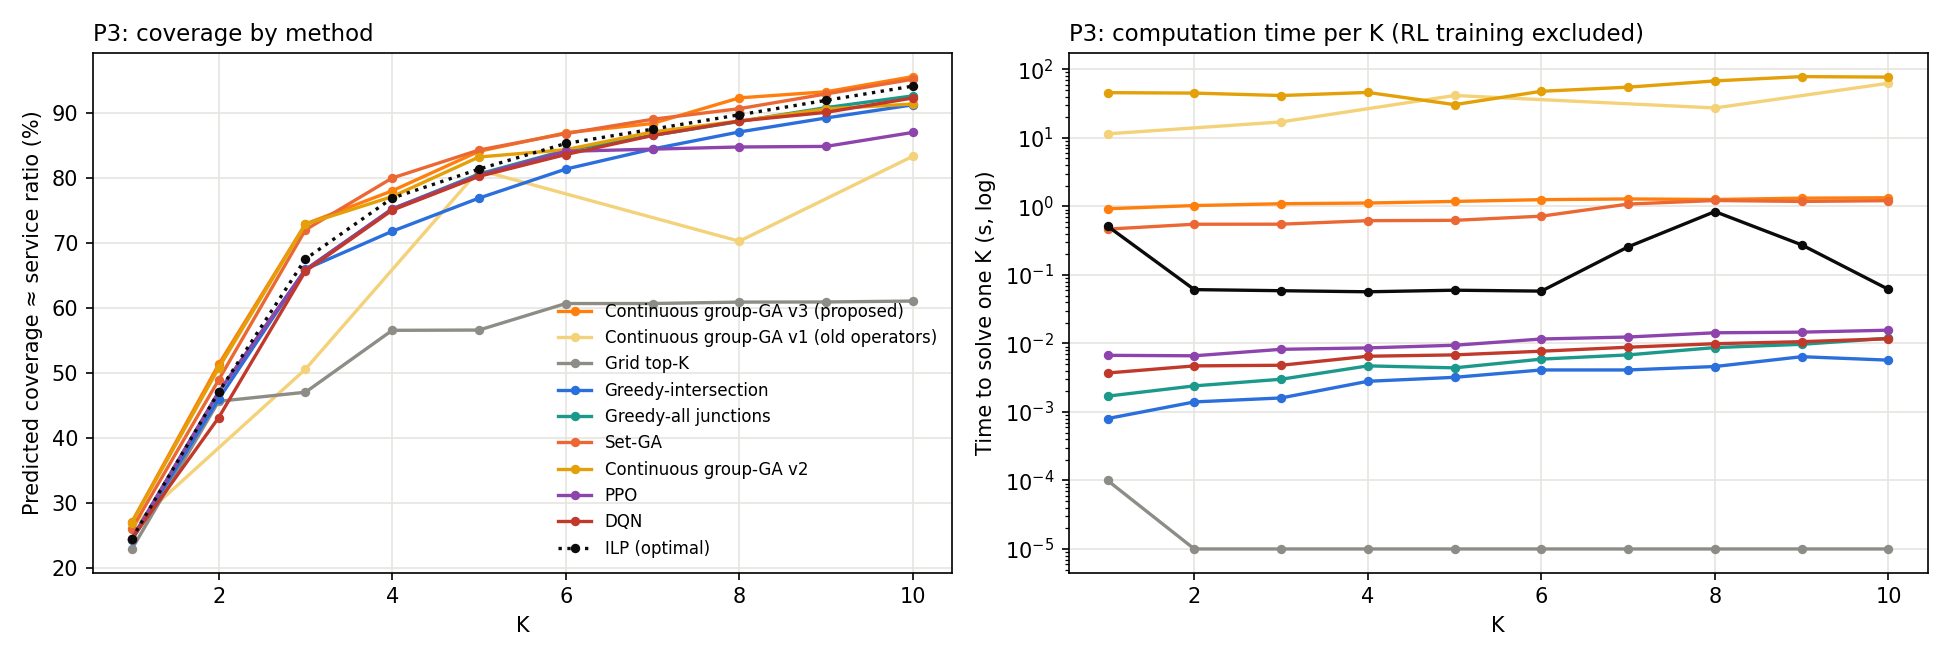 P3: coverage by method
Predicted coverage ≈ service ratio (%)
90
80
70
60
50
40
30
20
2
4
6
8
10
K
Continuous group-GA v3 (proposed)
Continuous group-GA v1 (old operators)
Grid top-K
Greedy-intersection
Greedy-all junctions
Set-GA
Continuous group-GA v2
PPO
DQN
ILP (optimal)
P3: computation time per K (RL training excluded)
Time to solve one K (s, log)
10²
10¹
10⁰
10⁻¹
10⁻²
10⁻³
10⁻⁴
10⁻⁵
2
4
6
8
10
K